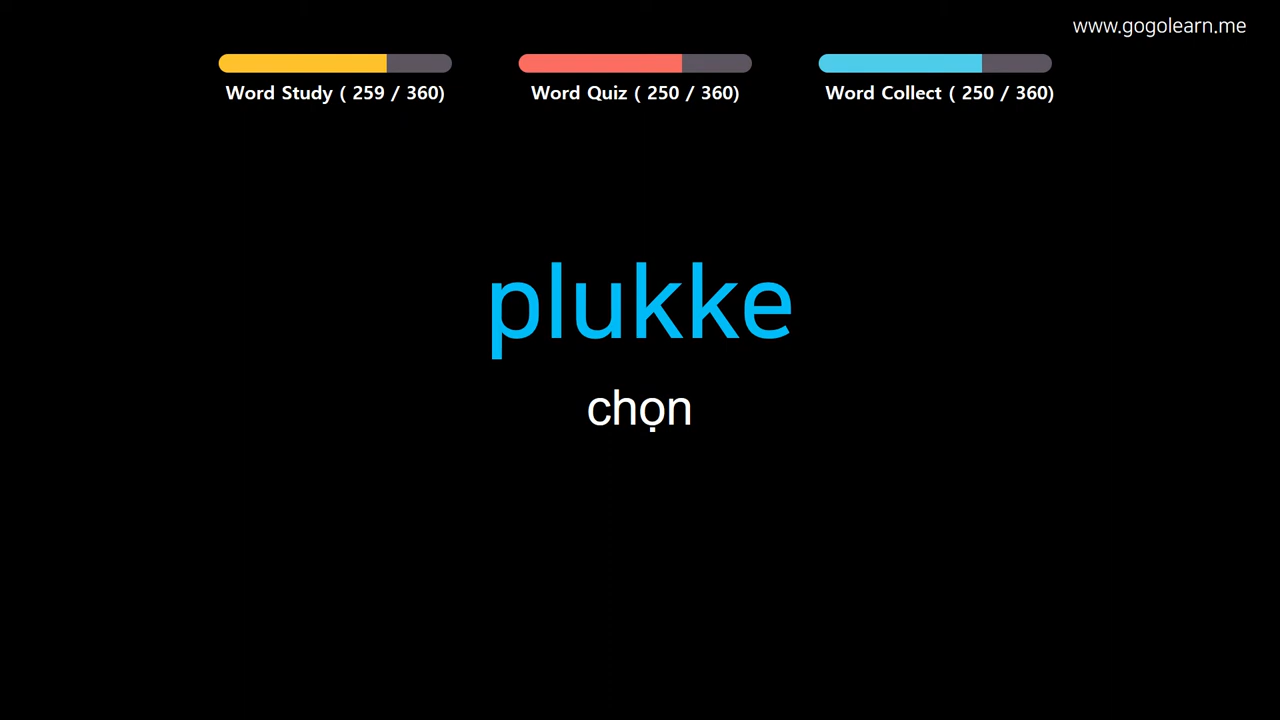 www.gogolearn.me
Word Study ( 259 / 360)
Word Quiz ( 250 / 360)
Word Collect ( 250 / 360)
plukke
chọn